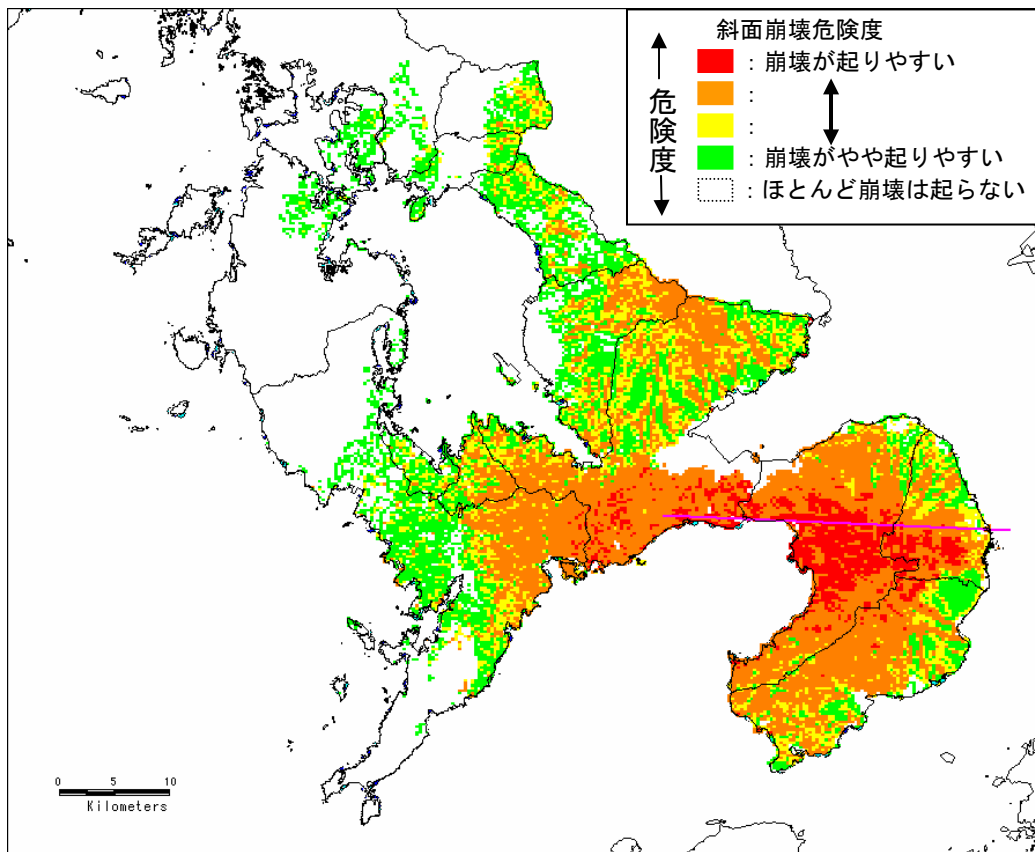 斜面崩壊危険度
危険度
：崩壊が起りやすい
：
：
：崩壊がやや起りやすい
：ほとんど崩壊は起らない
0 5 10
Kilometers